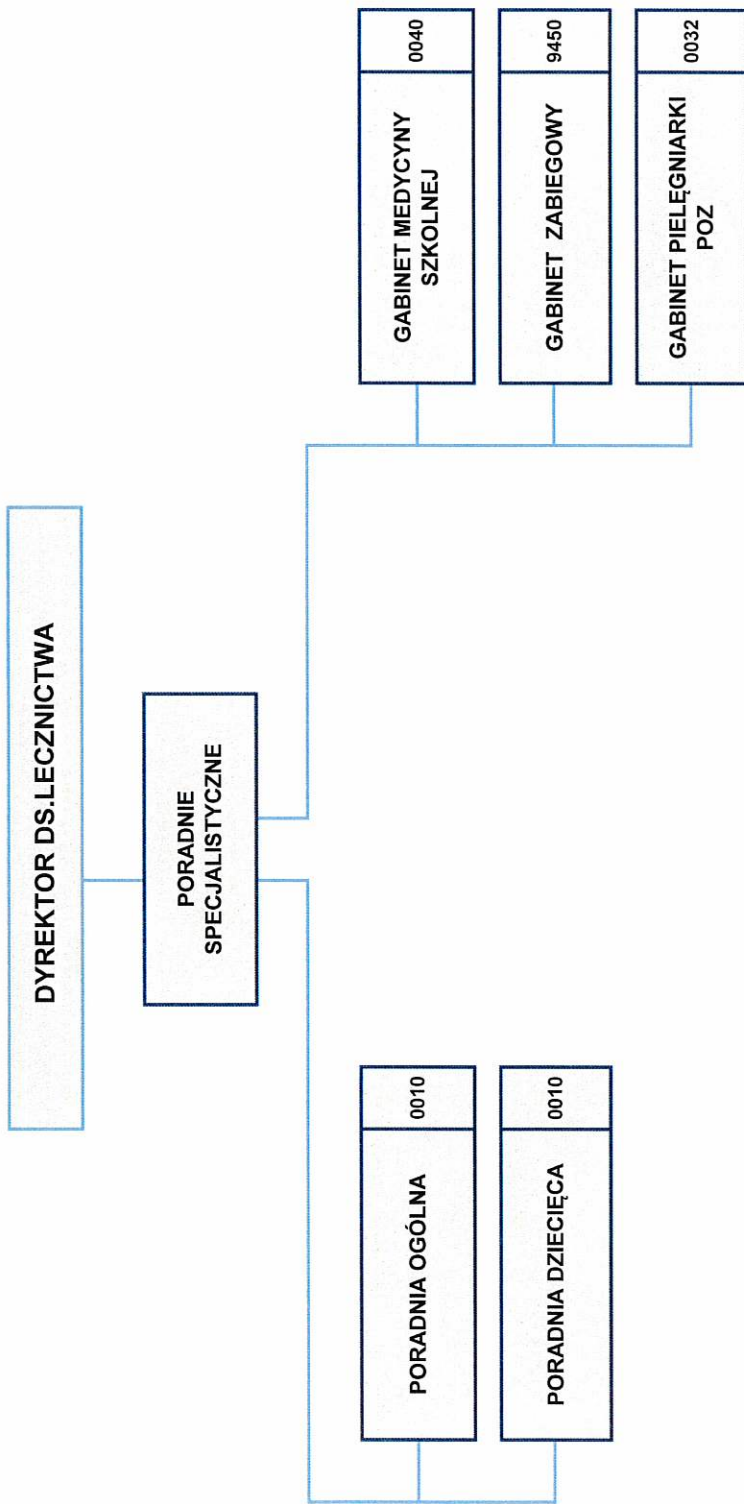 DYREKTOR DS.LECZNICTWA
PORADNIE
SPECJALISTYCZNE
PORADNIA OGÓLNA 0010
PORADNIA DZIECIĘCA 0010
GABINET MEDYCYNY
SZKOLNEJ
0040
GABINET ZABIEGOWY 9450
GABINET PIELĘGNIARKI
POZ
0032